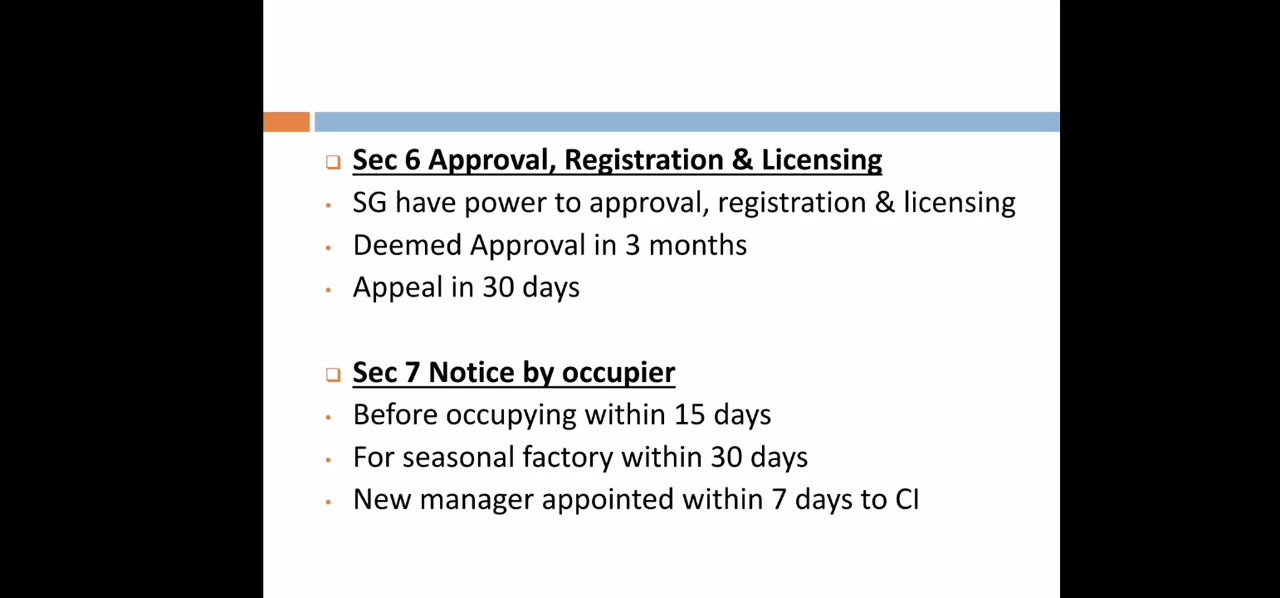 Sec 6 Approval, Registration & Licensing
SG have power to approval, registration & licensing
Deemed Approval in 3 months
Appeal in 30 days
Sec 7 Notice by occupier
Before occupying within 15 days
For seasonal factory within 30 days
New manager appointed within 7 days to CI